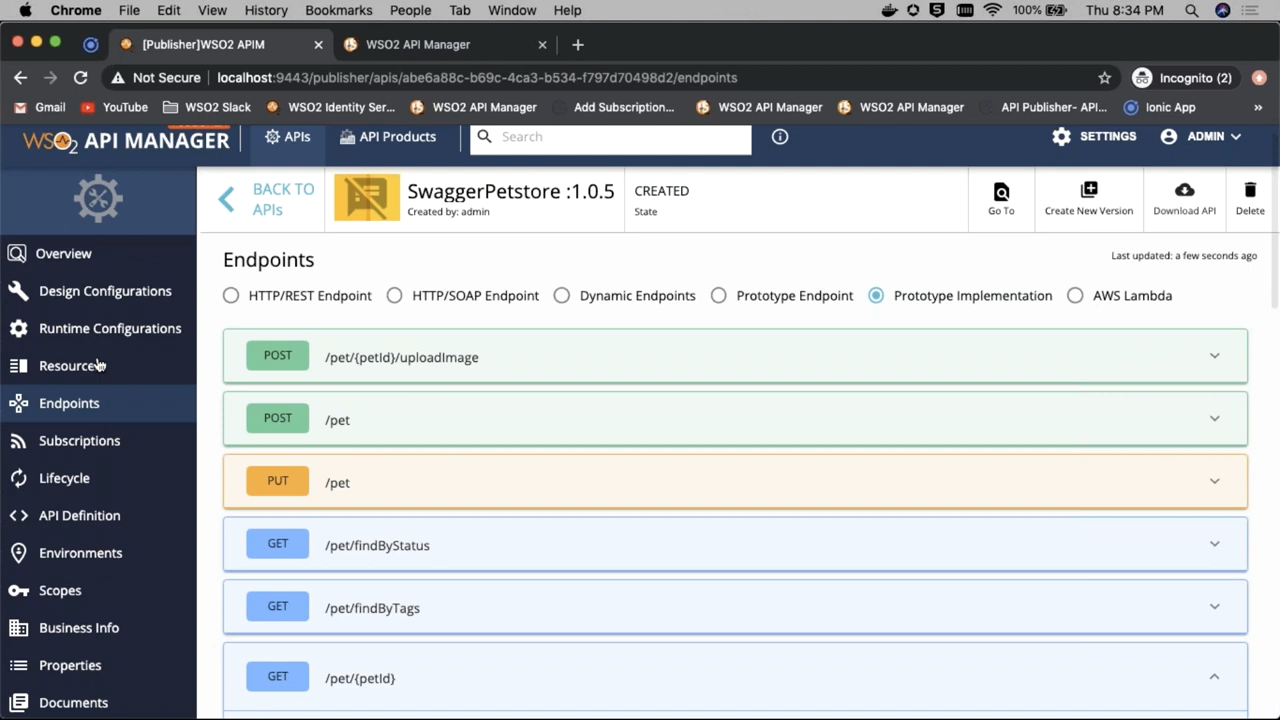 Chrome File Edit View History Bookmarks People Tab Window Help 100% Thu 8:34 PM
[Publisher]WSO2 APIM WSO2 API Manager
Not Secure localhost:9443/publisher/apis/abe6a88c-b69c-4ca3-b534-f797d70498d2/endpoints Incognito (2)
Gmail YouTube WSO2 Slack WSO2 Identity Ser... WSO2 API Manager Add Subscription... WSO2 API Manager WSO2 API Manager API Publisher- API... Ionic App »
WSO2 API MANAGER APIs API Products Search SETTINGS ADMIN
BACK TO APIs
SwaggerPetstore :1.0.5
Created by: admin
CREATED
State
Go To
Create New Version
Download API
Delete
Overview
Design Configurations
Runtime Configurations
Resources
Endpoints
Subscriptions
Lifecycle
API Definition
Environments
Scopes
Business Info
Properties
Documents
Endpoints
Last updated: a few seconds ago
HTTP/REST Endpoint HTTP/SOAP Endpoint Dynamic Endpoints Prototype Endpoint Prototype Implementation AWS Lambda
POST /pet/{petId}/uploadImage
POST /pet
PUT /pet
GET /pet/findByStatus
GET /pet/findByTags
GET /pet/{petId}